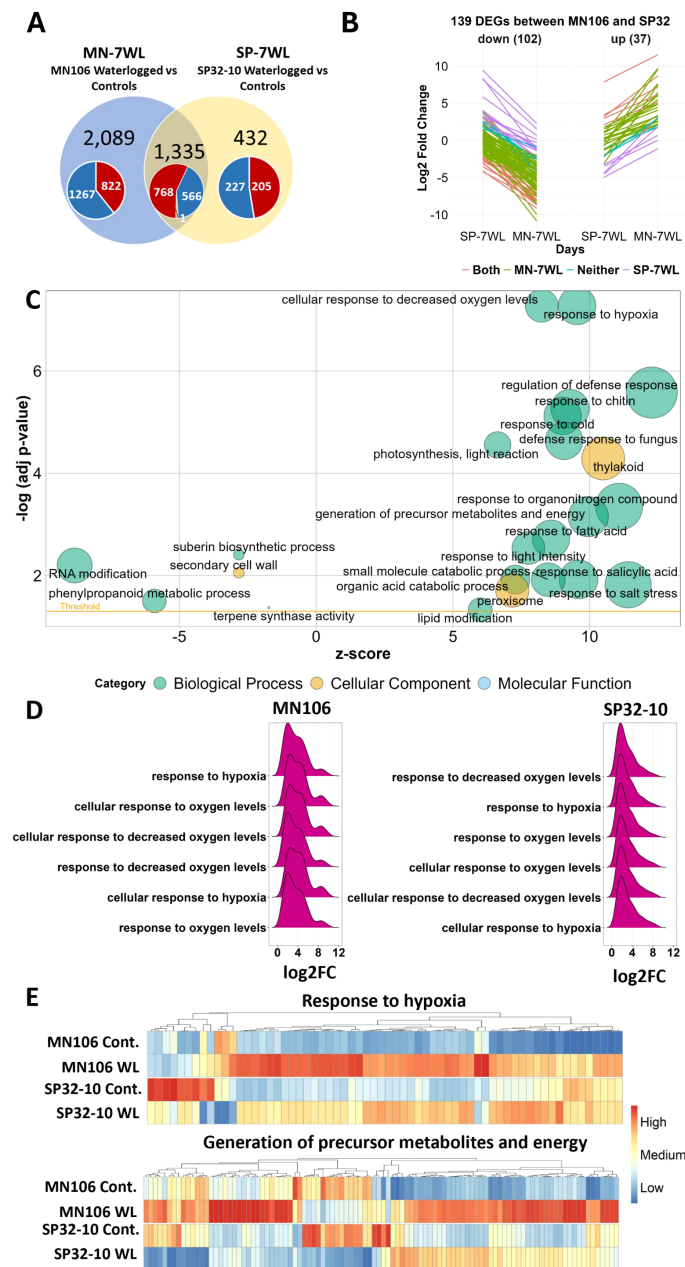 A
MN-7WL
MN106 Waterlogged vs
Controls
SP-7WL
SP32-10 Waterlogged vs
Controls
2,089
1,335
432
1267
822
768
566
1
227
205
B
139 DEGs between MN106 and SP32
down (102)
up (37)
Log2 Fold Change
10
5
0
-5
-10
SP-7WL
MN-7WL
SP-7WL
MN-7WL
Days
Both
MN-7WL
Neither
SP-7WL
C
-log (adj p-value)
6
4
2
cellular response to decreased oxygen levels
response to hypoxia
regulation of defense response
response to chitin
response to cold
defense response to fungus
photosynthesis, light reaction
thylakoid
response to organonitrogen compound
generation of precursor metabolites and energy
response to fatty acid
suberin biosynthetic process
response to light intensity
secondary cell wall
RNA modification
small molecule catabolic process
response to salicylic acid
organic acid catabolic process
phenylpropanoid metabolic process
response to salt stress
peroxisome
Threshold
terpene synthase activity
lipid modification
-5
0
5
10
z-score
Category
Biological Process
Cellular Component
Molecular Function
D
MN106
response to hypoxia
cellular response to oxygen levels
cellular response to decreased oxygen levels
response to decreased oxygen levels
cellular response to hypoxia
response to oxygen levels
0
4
8
12
log2FC
SP32-10
response to decreased oxygen levels
response to hypoxia
response to oxygen levels
cellular response to oxygen levels
cellular response to decreased oxygen levels
cellular response to hypoxia
0
4
8
12
log2FC
E
Response to hypoxia
MN106 Cont.
MN106 WL
SP32-10 Cont.
SP32-10 WL
Generation of precursor metabolites and energy
MN106 Cont.
MN106 WL
SP32-10 Cont.
SP32-10 WL
High
Medium
Low